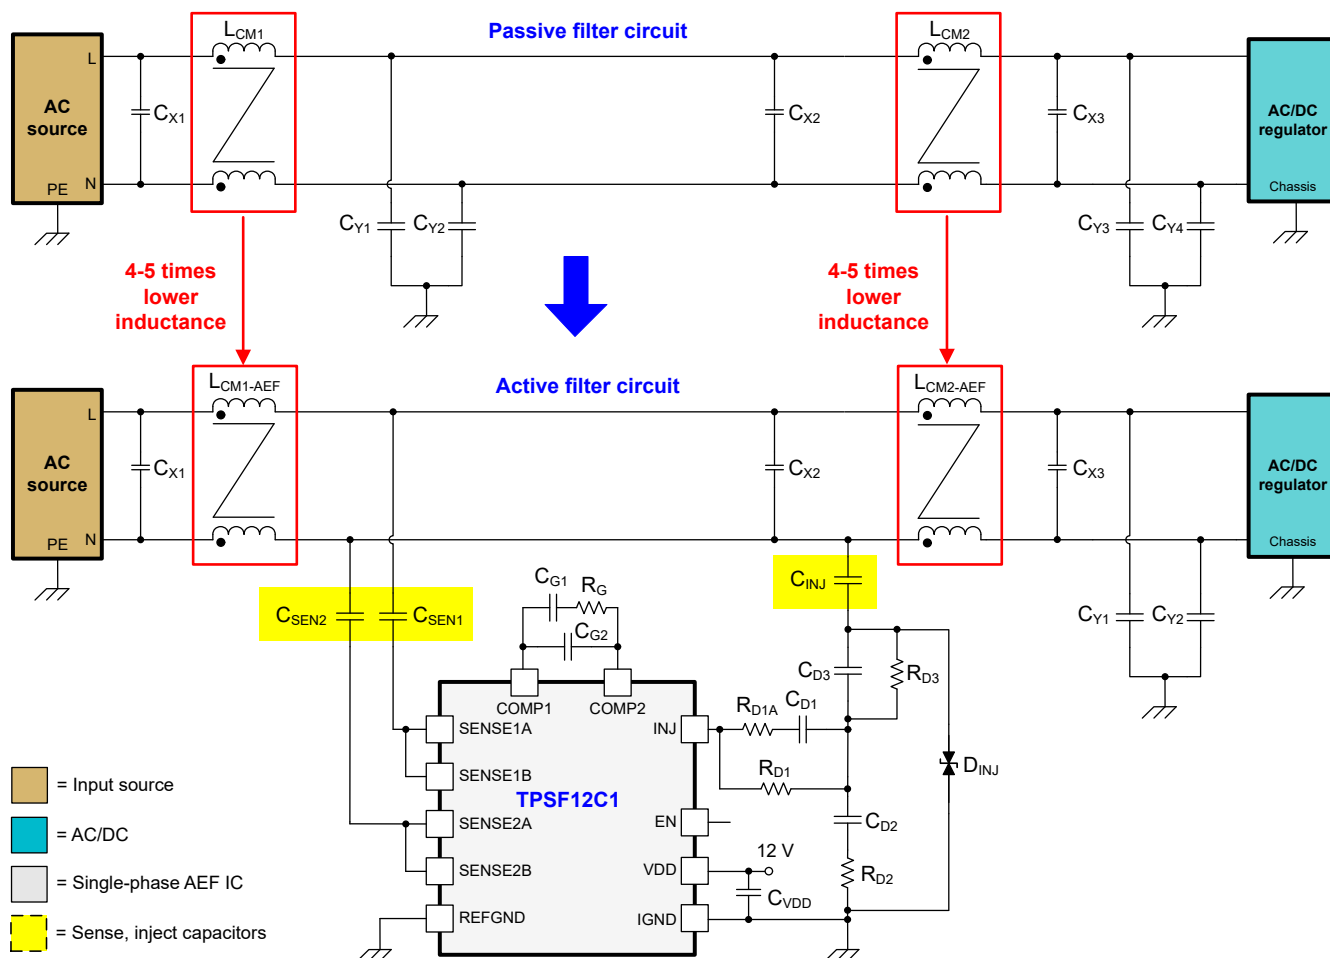 Passive filter circuit
LCM1
LCM2
AC
source
L
N
PE
CX1
CX2
CX3
AC/DC
regulator
Chassis
CY1
CY2
CY3
CY4
4-5 times
lower
inductance
4-5 times
lower
inductance
Active filter circuit
LCM1-AEF
LCM2-AEF
AC
source
L
N
PE
CX1
CX2
CX3
AC/DC
regulator
Chassis
CSEN2
CSEN1
CG1
RG
CG2
CINJ
CY1
CY2
CD3
RD3
COMP1
COMP2
RD1A
CD1
SENSE1A
INJ
SENSE1B
RD1
DINJ
TPSF12C1
SENSE2A
EN
CD2
12 V
SENSE2B
VDD
RD2
CVDD
REFGND
IGND
= Input source
= AC/DC
= Single-phase AEF IC
= Sense, inject capacitors